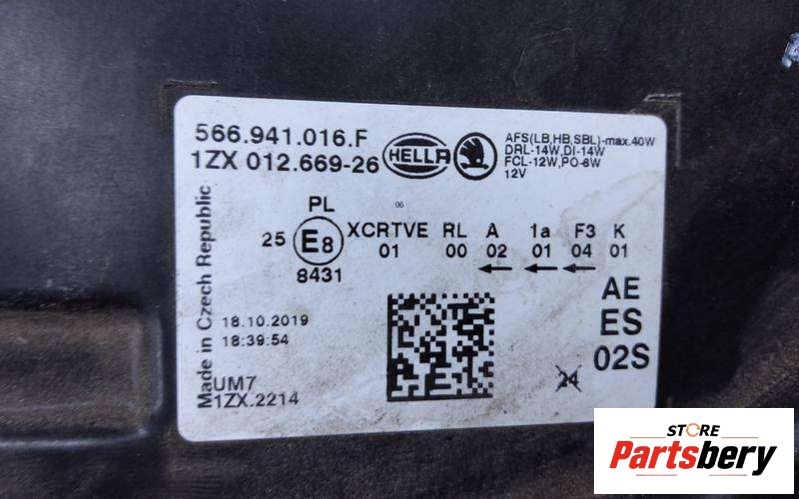 566.941.016.F
1ZX 012.669-26
HELLA
AFS(LB,HB,SBL)-max.40W
DRL-14W,DI-14W
FCL-12W,PO-6W
12V
PL
06
25 E8 XCRTVE RL A 1a F3 K
01 00 02 01 04 01
8431
AE
ES
02S
18.10.2019
18:39:54
24
UM7
1ZX.2214
Made in Czech Republic
STORE
Partsbery